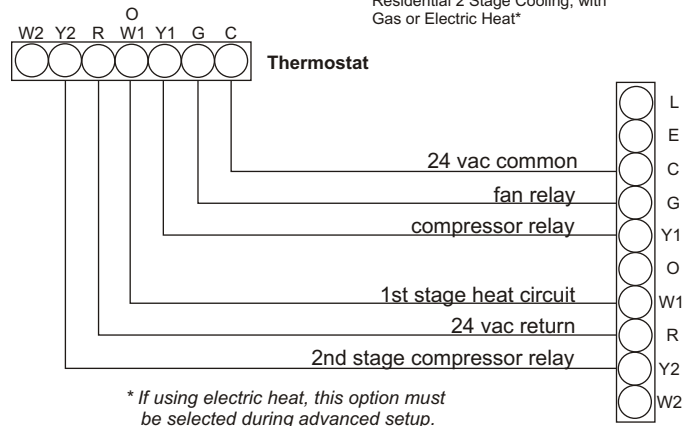 Residential 2 Stage Cooling, with
Gas or Electric Heat*
O
W2 Y2 R W1 Y1 G C
Thermostat
L
E
24 vac common C
fan relay G
compressor relay Y1
O
1st stage heat circuit W1
24 vac return R
2nd stage compressor relay Y2
W2
* If using electric heat, this option must
be selected during advanced setup.